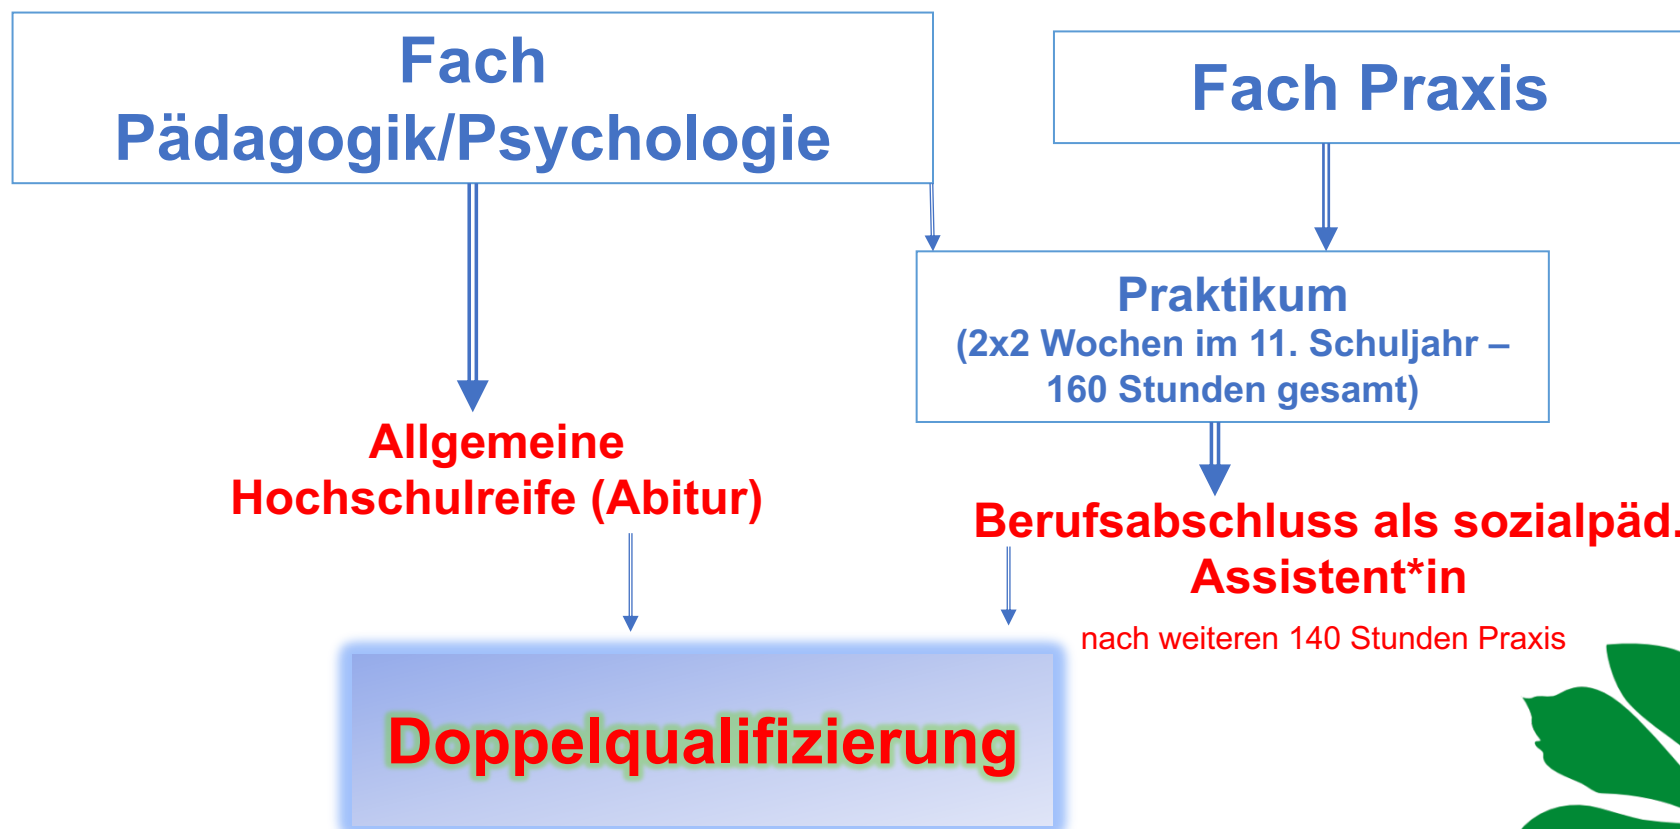 Fach
Pädagogik/Psychologie
Fach Praxis
Praktikum
(2x2 Wochen im 11. Schuljahr –
160 Stunden gesamt)
Allgemeine
Hochschulreife (Abitur)
Berufsabschluss als sozialpäd.
Assistent*in
nach weiteren 140 Stunden Praxis
Doppelqualifizierung